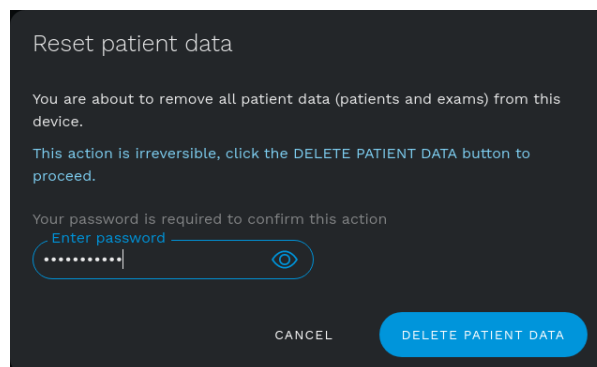 Reset patient data
You are about to remove all patient data (patients and exams) from this
device.
This action is irreversible, click the DELETE PATIENT DATA button to
proceed.
Your password is required to confirm this action
Enter password
•••••••••••
CANCEL
DELETE PATIENT DATA